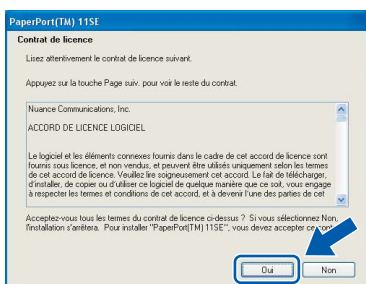 PaperPort(TM) 11SE
Contrat de licence
Lisez attentivement le contrat de licence suivant.
Appuyez sur la touche Page suiv. pour voir le reste du contrat.
Nuance Communications, Inc.
ACCORD DE LICENCE LOGICIEL
Le logiciel et les éléments connexes fournis dans le cadre de cet accord de licence sont
fournis sous licence, et non vendus, et peuvent être utilisés uniquement selon les termes
de cet accord de licence. Veuillez lire soigneusement cet accord. Le fait de télécharger,
d'installer, de copier ou d'utiliser ce logiciel de quelque manière que ce soit, vous engage
à respecter les termes et conditions de cet accord, et à devenir l'une des parties de cet
Acceptez-vous tous les termes du contrat de licence ci-dessus ? Si vous sélectionnez Non,
l'installation s'arrêtera. Pour installer "PaperPort(TM) 11SE", vous devez accepter ce
Oui
Non